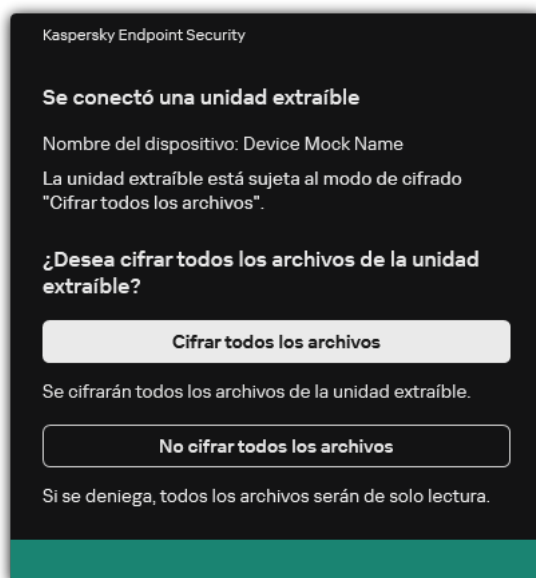 Kaspersky Endpoint Security
Se conectó una unidad extraíble
Nombre del dispositivo: Device Mock Name
La unidad extraíble está sujeta al modo de cifrado
"Cifrar todos los archivos".
¿Desea cifrar todos los archivos de la unidad
extraíble?
Cifrar todos los archivos
Se cifrarán todos los archivos de la unidad extraíble.
No cifrar todos los archivos
Si se deniega, todos los archivos serán de solo lectura.